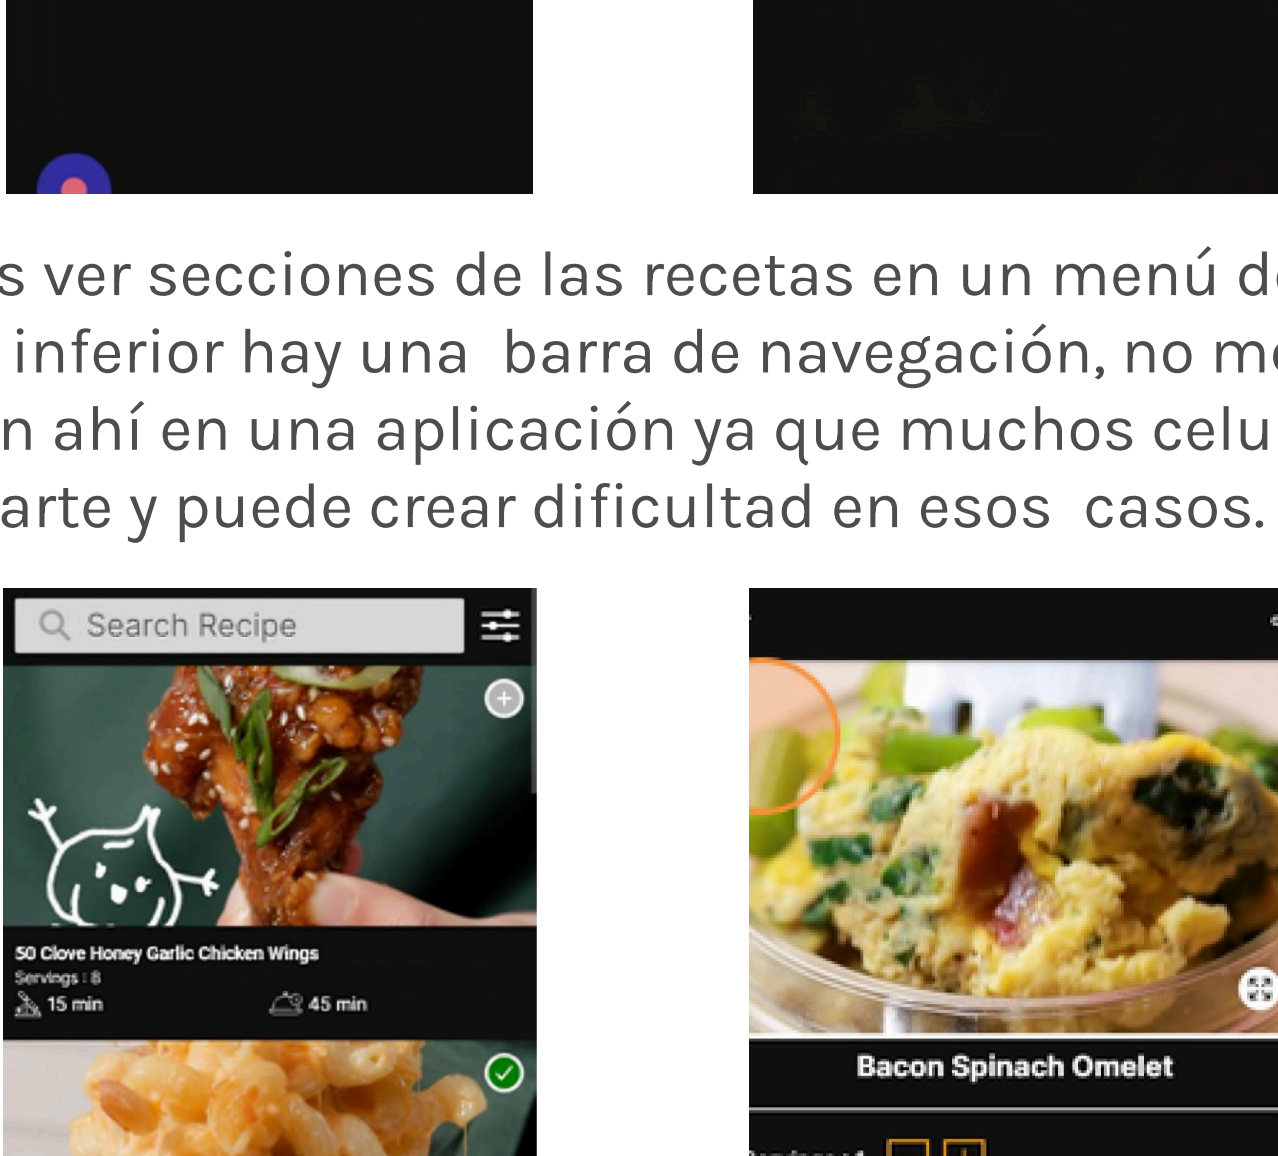 s ver secciones de las recetas en un menú de
inferior hay una barra de navegación, no me
n ahí en una aplicación ya que muchos celu
arte y puede crear dificultad en esos casos.
Search Recipe
50 Clove Honey Garlic Chicken Wings
Servings : 8
15 min
45 min
Bacon Spinach Omelet